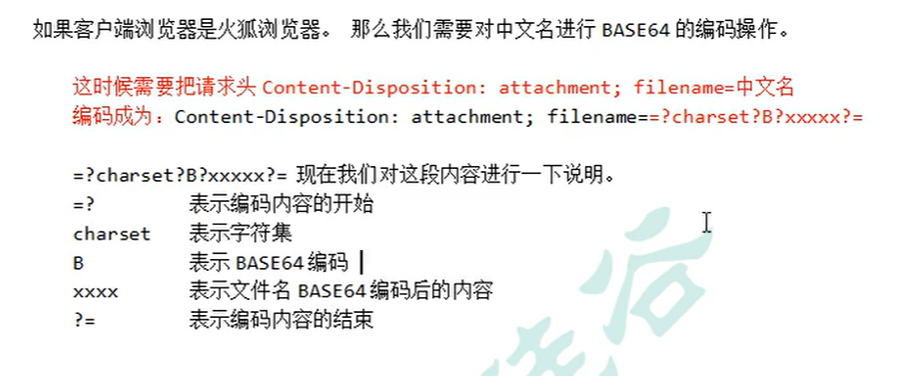 如果客户端浏览器是火狐浏览器。 那么我们需要对中文名进行 BASE64 的编码操作。
这时候需要把请求头 Content-Disposition: attachment; filename=中文名
编码成为：Content-Disposition: attachment; filename==?charset?B?xxxxx?=
=?charset?B?xxxxx?= 现在我们对这段内容进行一下说明。
=? 表示编码内容的开始
charset 表示字符集
B 表示 BASE64 编码
xxxx 表示文件名 BASE64 编码后的内容
?= 表示编码内容的结束
谷